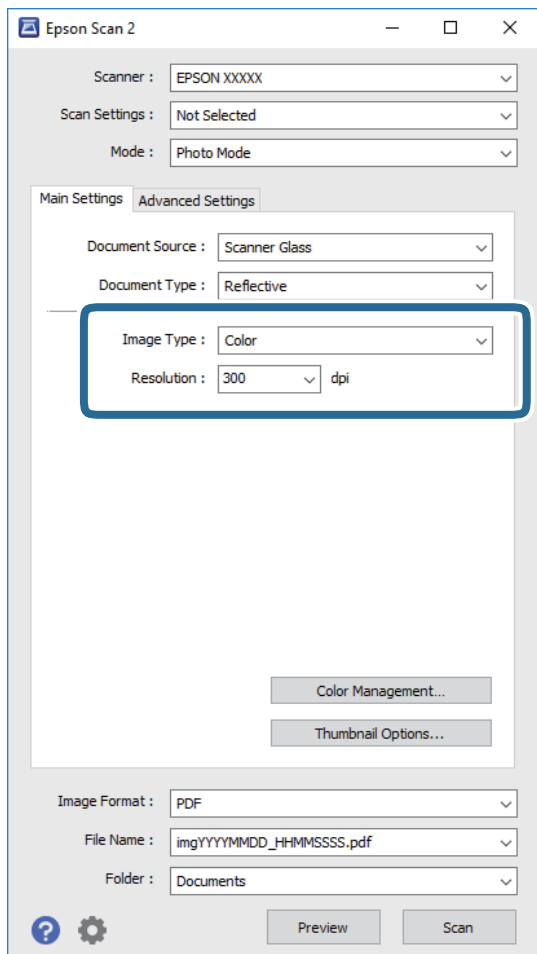 Epson Scan 2
Scanner : EPSON XXXXX
Scan Settings : Not Selected
Mode : Photo Mode
Main Settings Advanced Settings
Document Source : Scanner Glass
Document Type : Reflective
Image Type : Color
Resolution : 300 dpi
Color Management...
Thumbnail Options...
Image Format : PDF
File Name : imgYYYYMMDD_HHMMSSSS.pdf
Folder : Documents
? Preview Scan